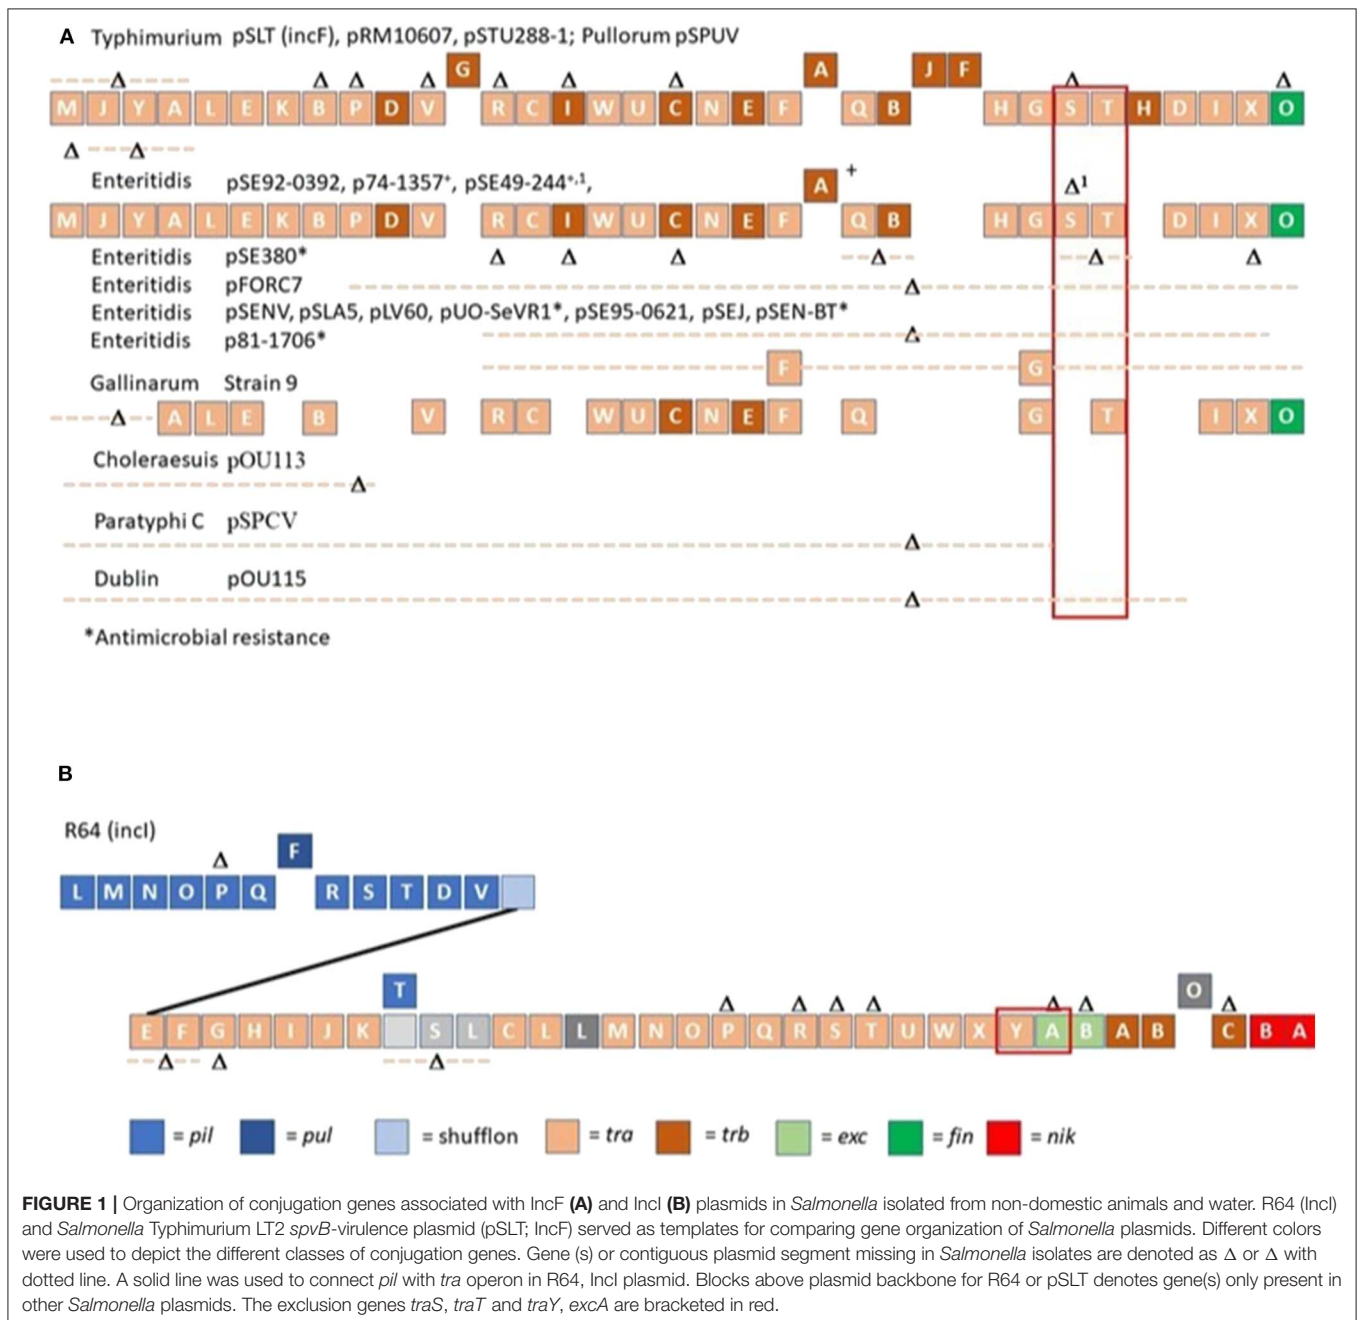 A Typhimurium pSLT (incF), pRM10607, pSTU288-1; Pullorum pSPUV
Δ Δ Δ Δ G Δ Δ Δ A J F Δ Δ
M J Y A L E K B P D V R C I W U C N E F Q B H G S T H D I X O
Δ Δ
Enteritidis pSE92-0392, p74-1357⁺, pSE49-244⁺,¹, A + Δ¹
M J Y A L E K B P D V R C I W U C N E F Q B H G S T D I X O
Enteritidis pSE380* Δ Δ Δ Δ Δ Δ
Enteritidis pFORC7 Δ
Enteritidis pSENV, pSLA5, pLV60, pUO-SeVR1*, pSE95-0621, pSEJ, pSEN-BT*
Enteritidis p81-1706* Δ
F G
Gallinarum Strain 9
Δ A L E B V R C W U C N E F Q G T I X O
Choleraesuis pOU113
Δ
Paratyphi C pSPCV
Δ
Dublin pOU115
Δ
*Antimicrobial resistance
B
R64 (incI)
Δ F
L M N O P Q R S T D V
T Δ Δ Δ Δ Δ Δ O Δ
E F G H I J K S L C L L M N O P Q R S T U W X Y A B A B C B A
Δ Δ Δ
= pil = pul = shufflon = tra = trb = exc = fin = nik
FIGURE 1 | Organization of conjugation genes associated with IncF (A) and IncI (B) plasmids in Salmonella isolated from non-domestic animals and water. R64 (IncI)
and Salmonella Typhimurium LT2 spvB-virulence plasmid (pSLT; IncF) served as templates for comparing gene organization of Salmonella plasmids. Different colors
were used to depict the different classes of conjugation genes. Gene (s) or contiguous plasmid segment missing in Salmonella isolates are denoted as Δ or Δ with
dotted line. A solid line was used to connect pil with tra operon in R64, IncI plasmid. Blocks above plasmid backbone for R64 or pSLT denotes gene(s) only present in
other Salmonella plasmids. The exclusion genes traS, traT and traY, excA are bracketed in red.